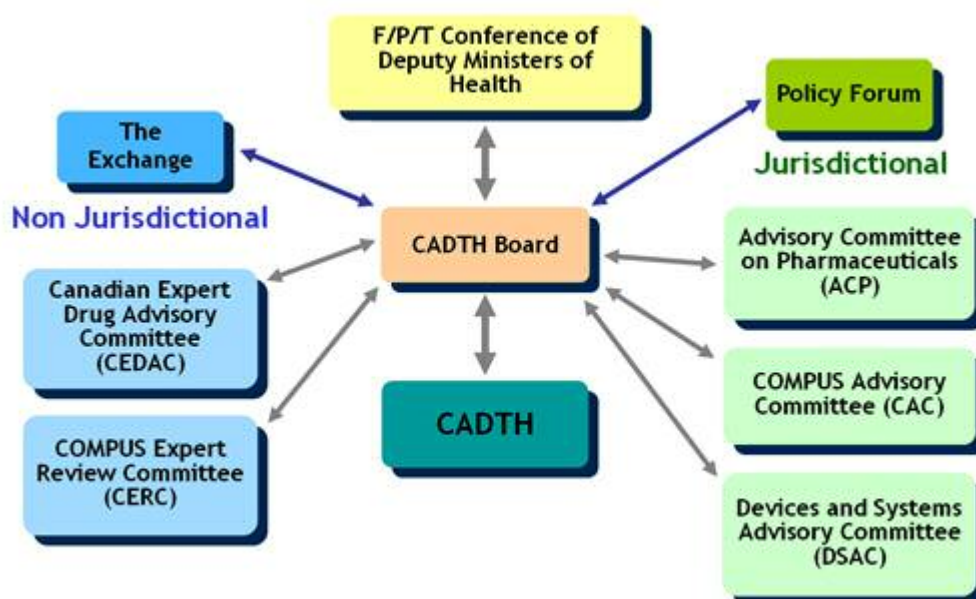 F/P/T Conference of
Deputy Ministers of
Health
Policy Forum
Jurisdictional
The
Exchange
Non Jurisdictional
CADTH Board
Advisory Committee
on Pharmaceuticals
(ACP)
Canadian Expert
Drug Advisory
Committee
(CEDAC)
COMPUS Advisory
Committee (CAC)
CADTH
COMPUS Expert
Review Committee
(CERC)
Devices and Systems
Advisory Committee
(DSAC)